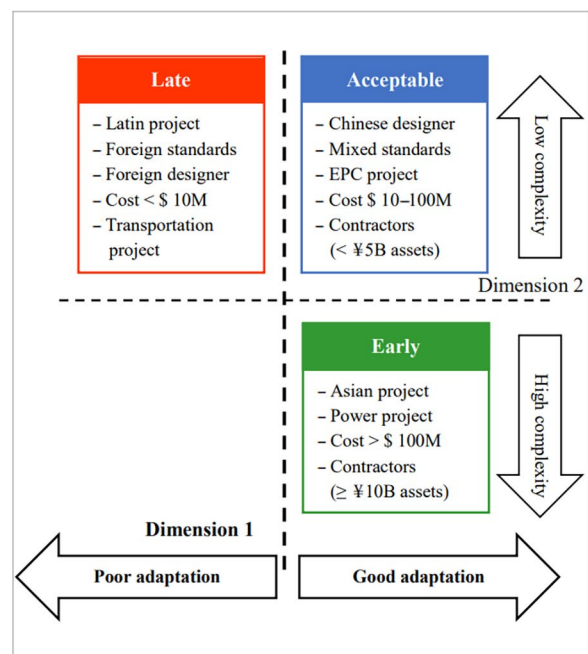 Late
– Latin project
– Foreign standards
– Foreign designer
– Cost < $ 10M
– Transportation
project
Acceptable
– Chinese designer
– Mixed standards
– EPC project
– Cost $ 10–100M
– Contractors
(< ¥5B assets)
Low complexity
Dimension 2
Early
– Asian project
– Power project
– Cost > $ 100M
– Contractors
(≥ ¥10B assets)
High complexity
Dimension 1
Poor adaptation
Good adaptation